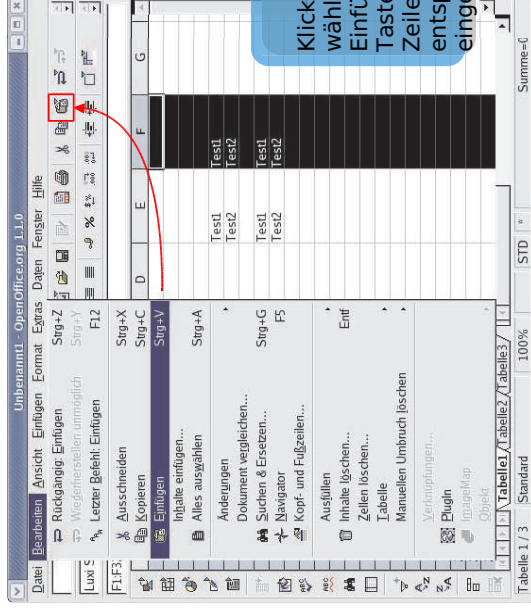 Unbenannt1 - OpenOffice.org 1.1.0
Datei Bearbeiten Ansicht Einfügen Format Extras Daten Fenster Hilfe
Luxi S
F1:F3
Rückgängig: Einfügen Strg+Z
Wiederherstellen unmöglich Strg+Y
Letzter Befehl: Einfügen F12
Ausschneiden Strg+X
Kopieren Strg+C
Einfügen Strg+V
Inhalte einfügen...
Alles auswählen Strg+A
Änderungen
Dokument vergleichen...
Suchen & Ersetzen... Strg+G
Navigator F5
Kopf- und Fußzeilen...
Ausfüllen
Inhalte löschen... Entf
Zellen löschen...
Tabelle
Manuellen Umbruch löschen
Verknüpfungen...
PlugIn
ImageMap
Objekt
D E F G
Test1 Test1
Test2 Test2
Test1 Test1
Test2 Test2
Klick
wähl
Einfü
Taste
Zeile
entsp
einge
Tabelle1 Tabelle2 Tabelle3
Tabelle 1 / 3 Standard 100% STD * Summe=0